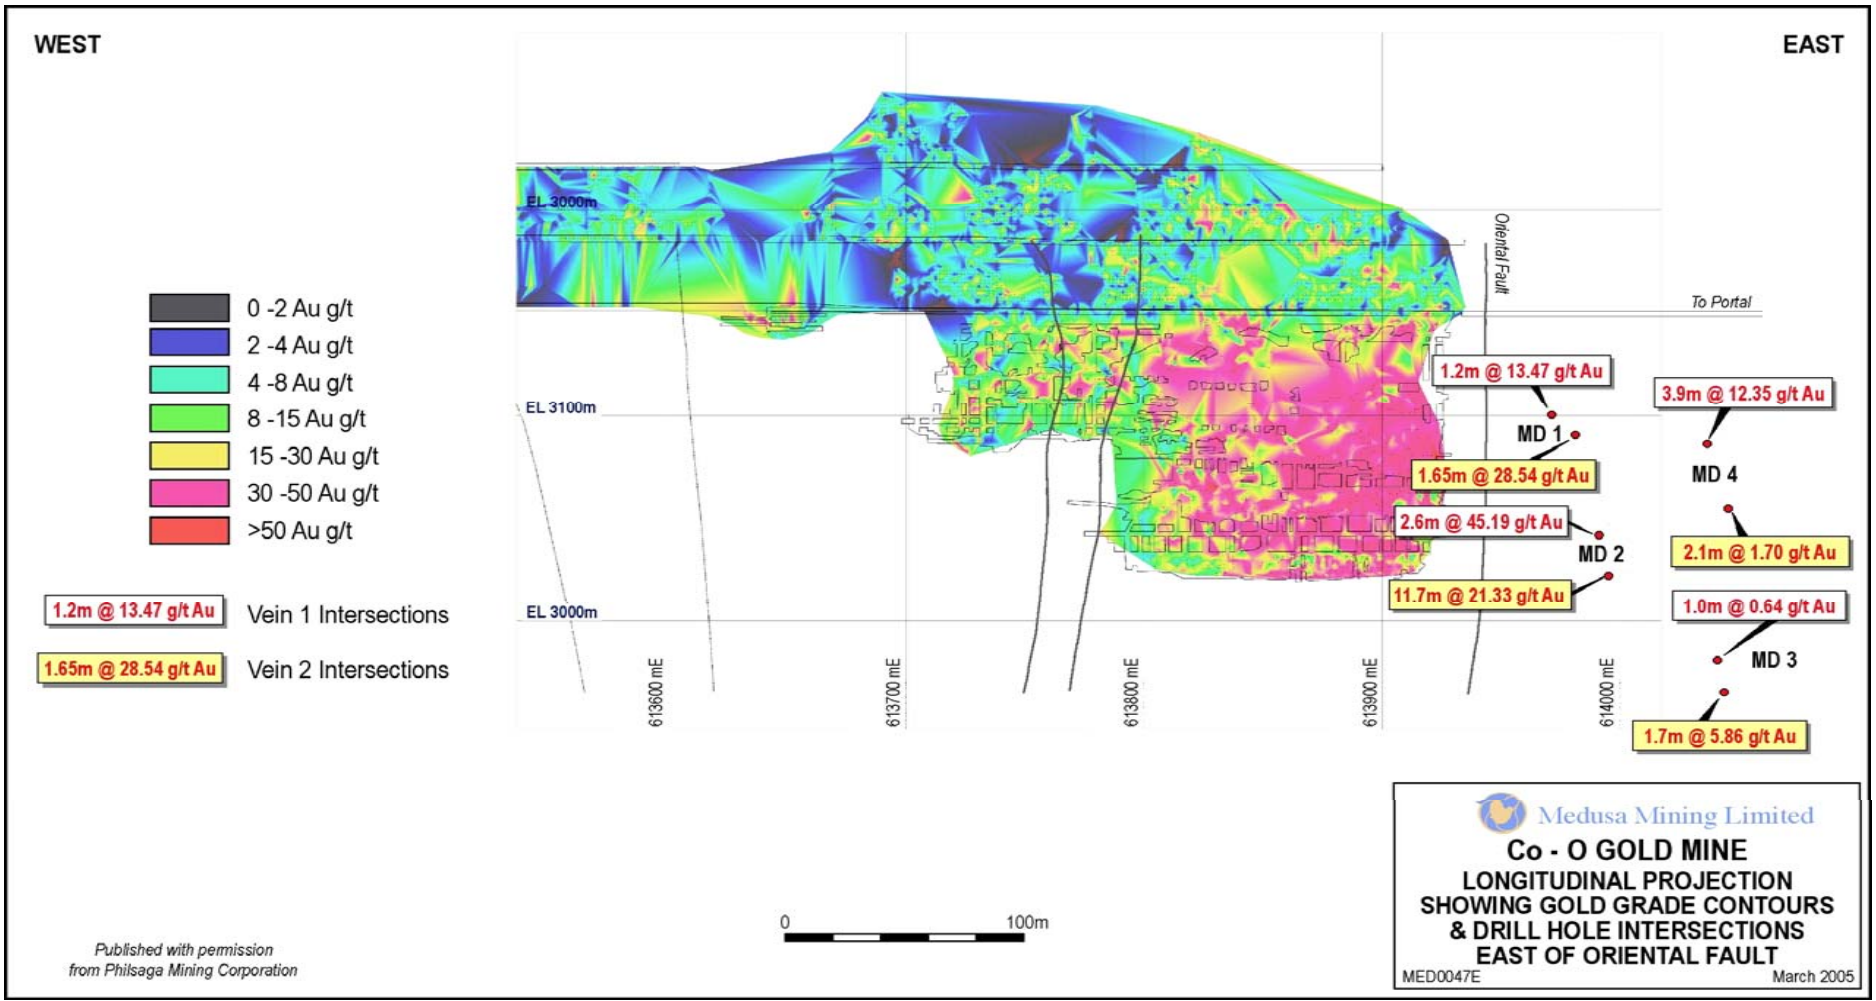 WEST
EAST
EL 3000m
Oriental Fault
To Portal
0 -2 Au g/t
2 -4 Au g/t
4 -8 Au g/t
8 -15 Au g/t
15 -30 Au g/t
30 -50 Au g/t
>50 Au g/t
EL 3100m
EL 3000m
1.2m @ 13.47 g/t Au
MD 1
1.65m @ 28.54 g/t Au
3.9m @ 12.35 g/t Au
MD 4
2.1m @ 1.70 g/t Au
2.6m @ 45.19 g/t Au
MD 2
11.7m @ 21.33 g/t Au
1.0m @ 0.64 g/t Au
MD 3
1.7m @ 5.86 g/t Au
1.2m @ 13.47 g/t Au
Vein 1 Intersections
1.65m @ 28.54 g/t Au
Vein 2 Intersections
613600 mE
613700 mE
613800 mE
613900 mE
614000 mE
0
100m
Published with permission
from Philsaga Mining Corporation
Medusa Mining Limited
Co - O GOLD MINE
LONGITUDINAL PROJECTION
SHOWING GOLD GRADE CONTOURS
& DRILL HOLE INTERSECTIONS
EAST OF ORIENTAL FAULT
MED0047E
March 2005